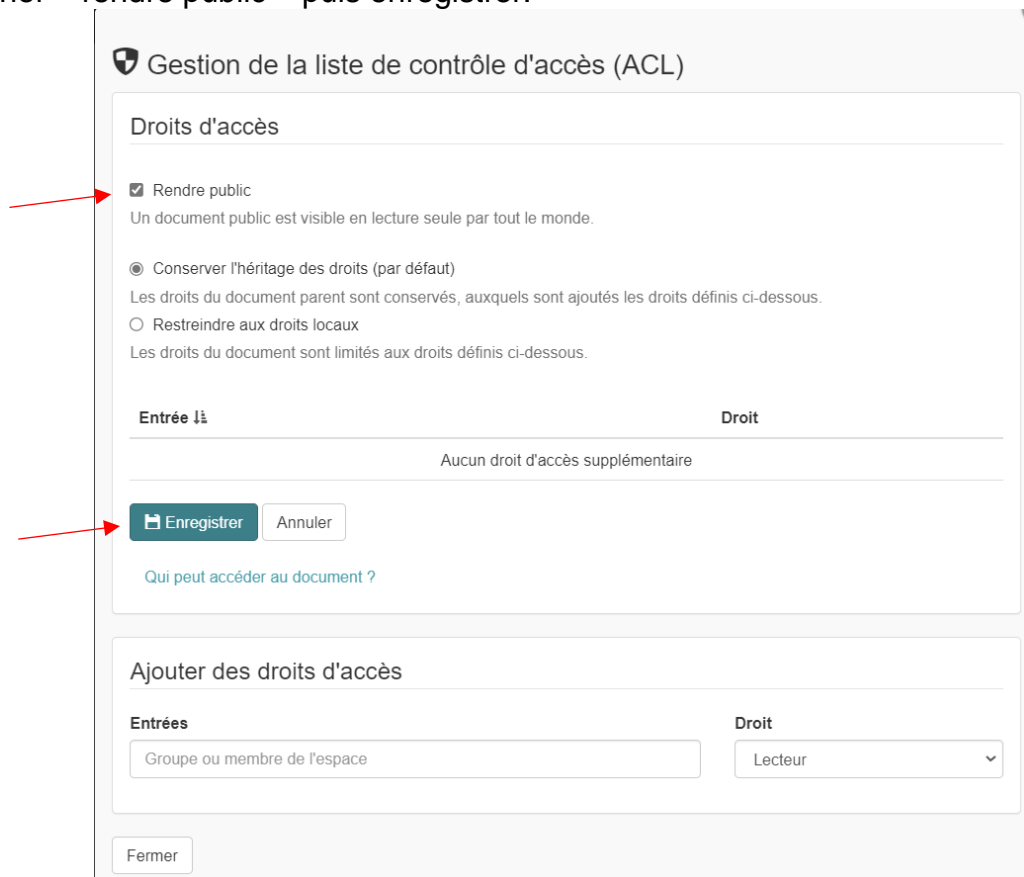 rendre public puis enregistrer.
Gestion de la liste de contrôle d'accès (ACL)
Droits d'accès
Rendre public
Un document public est visible en lecture seule par tout le monde.
Conserver l'héritage des droits (par défaut)
Les droits du document parent sont conservés, auxquels sont ajoutés les droits définis ci-dessous.
Restreindre aux droits locaux
Les droits du document sont limités aux droits définis ci-dessous.
Entrée Droit
Aucun droit d'accès supplémentaire
Enregistrer Annuler
Qui peut accéder au document ?
Ajouter des droits d'accès
Entrées Droit
Groupe ou membre de l'espace Lecteur
Fermer